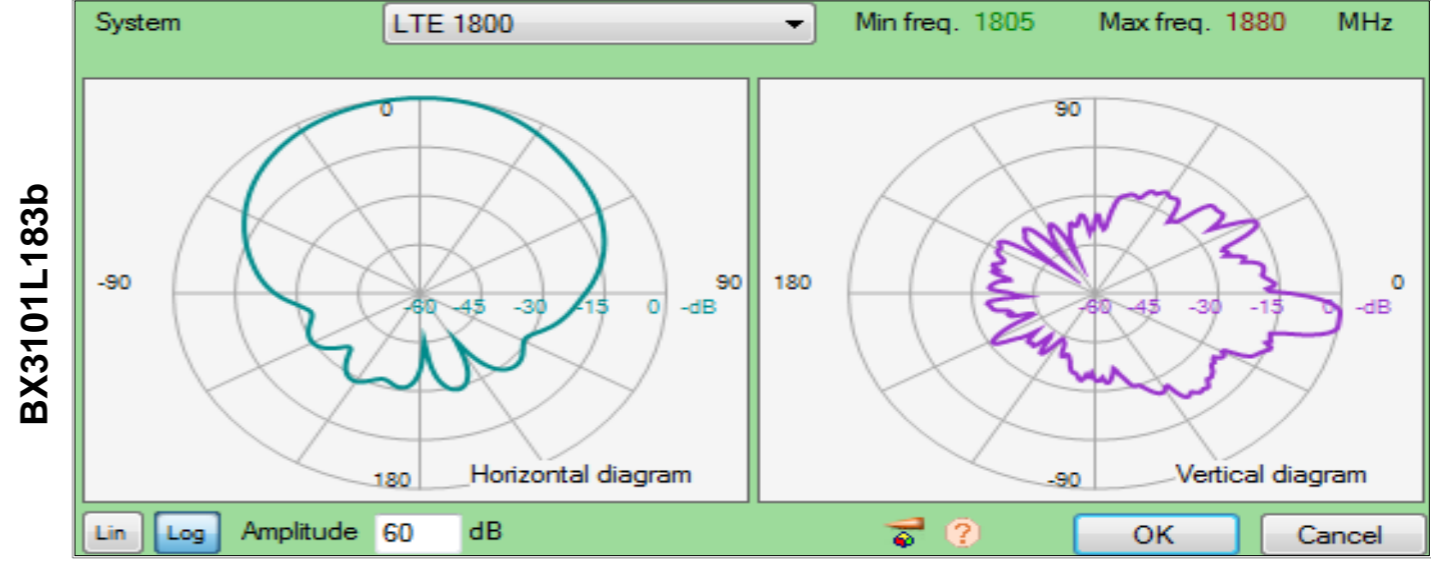 BX3101L183b
System LTE 1800 Min freq. 1805 Max freq. 1880 MHz
0
-90 90
-60 -45 -30 -15 0 -dB
180
Horizontal diagram
90
180 0
-60 -45 -30 -15 0 -dB
-90
Vertical diagram
Lin Log Amplitude 60 dB ? OK Cancel